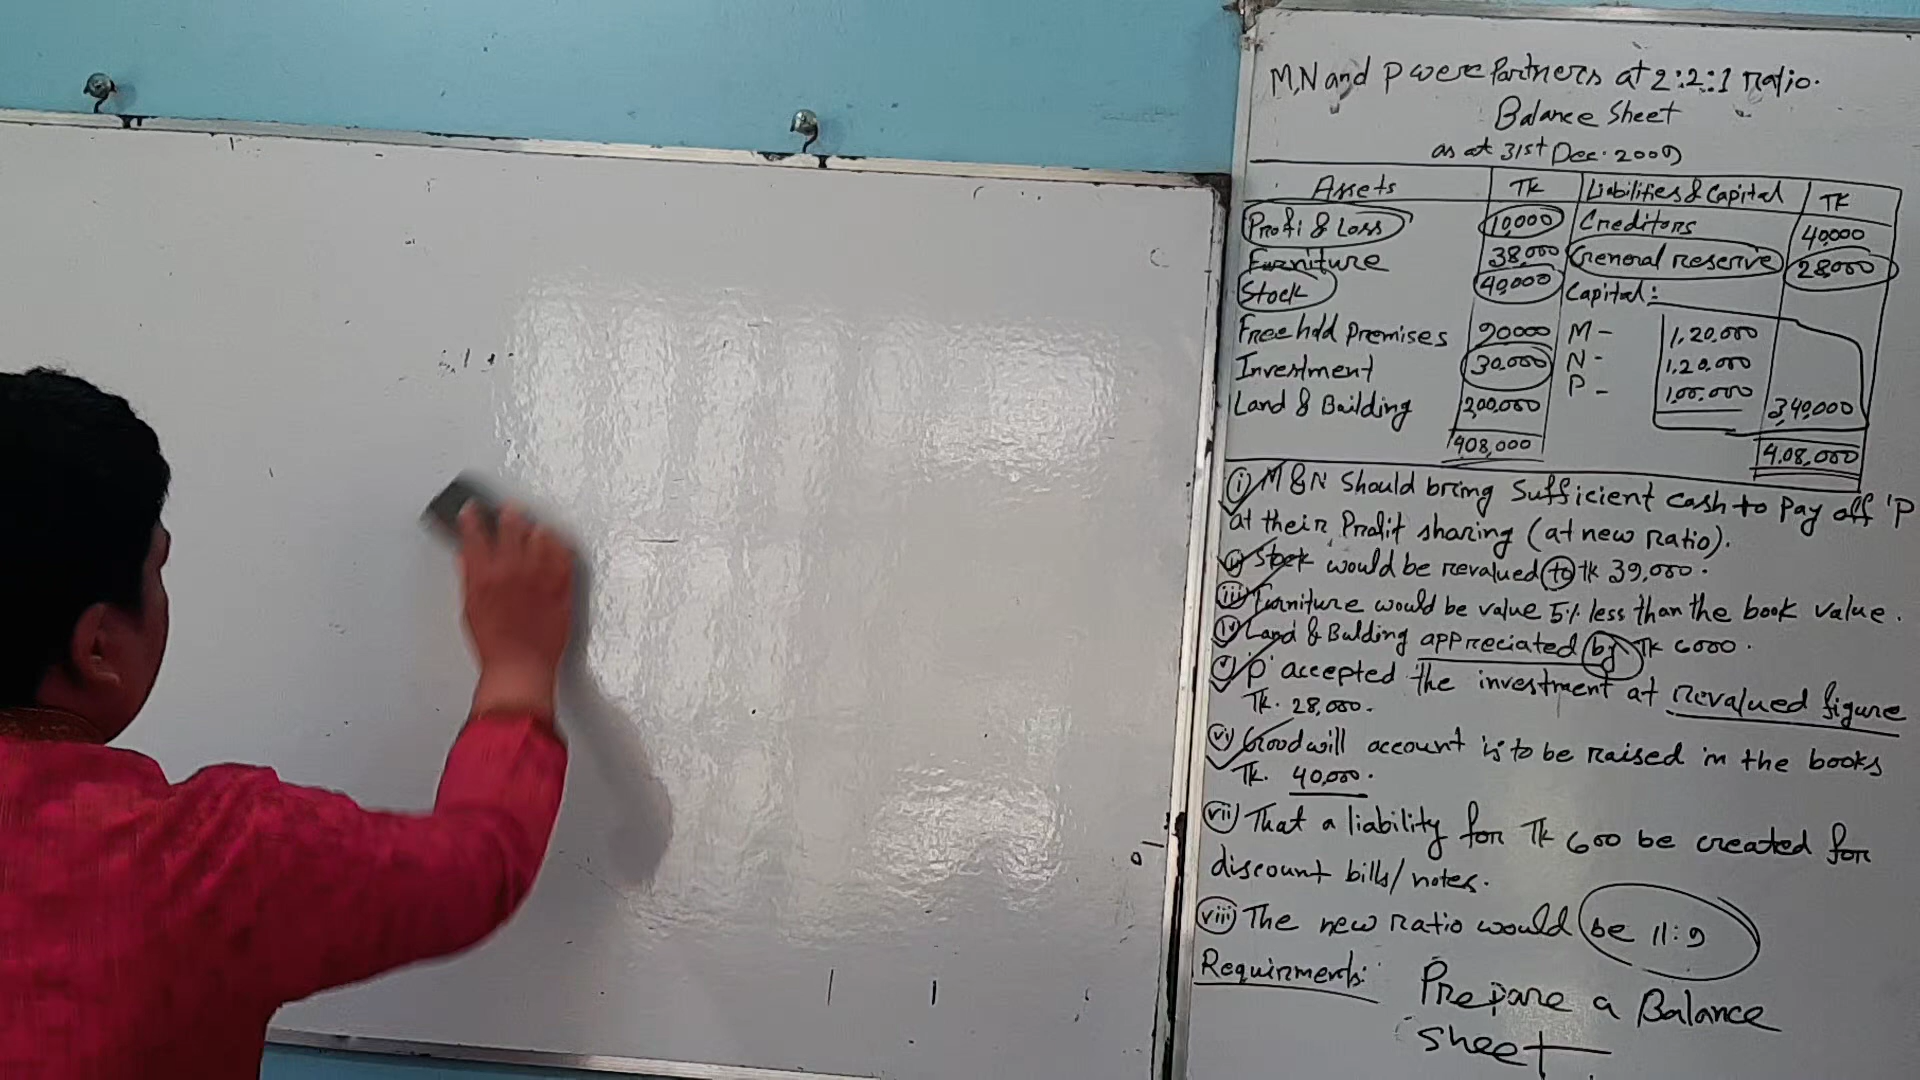 M,N and P were Partners at 2:2:1 ratio.
Balance Sheet
as at 31st Dec. 2009
Assets TK Liabilities & Capital TK
Profi & Loss 10,000 Creditors 40,000
Furniture 38,000 General reserve 28,000
Stock 40,000 Capital:
Free hold Premises 90000 M - 1,20,000
Investment 30,000 N - 1,20,000
P - 1,00,000
Land & Bailding 200,000 3,40,000
408,000 4,08,000
(i) M & N Should bring Sufficient cash to Pay off 'P
at their Profit sharing (at new ratio).
(ii) Stock would be revalued to TK 39,000.
(iii) Furniture would be value 5% less than the book value.
(iv) Land & Bulding appreciated by TK 6000.
(v) 'P' accepted the investment at revalued figure
TK. 28,000.
(vi) Goodwill account is to be raised in the books
TK. 40,000.
(vii) That a liability for TK 600 be created for
discount bills/notes.
(viii) The new ratio would be 11:9
Requirments: Prepare a Balance
sheet.